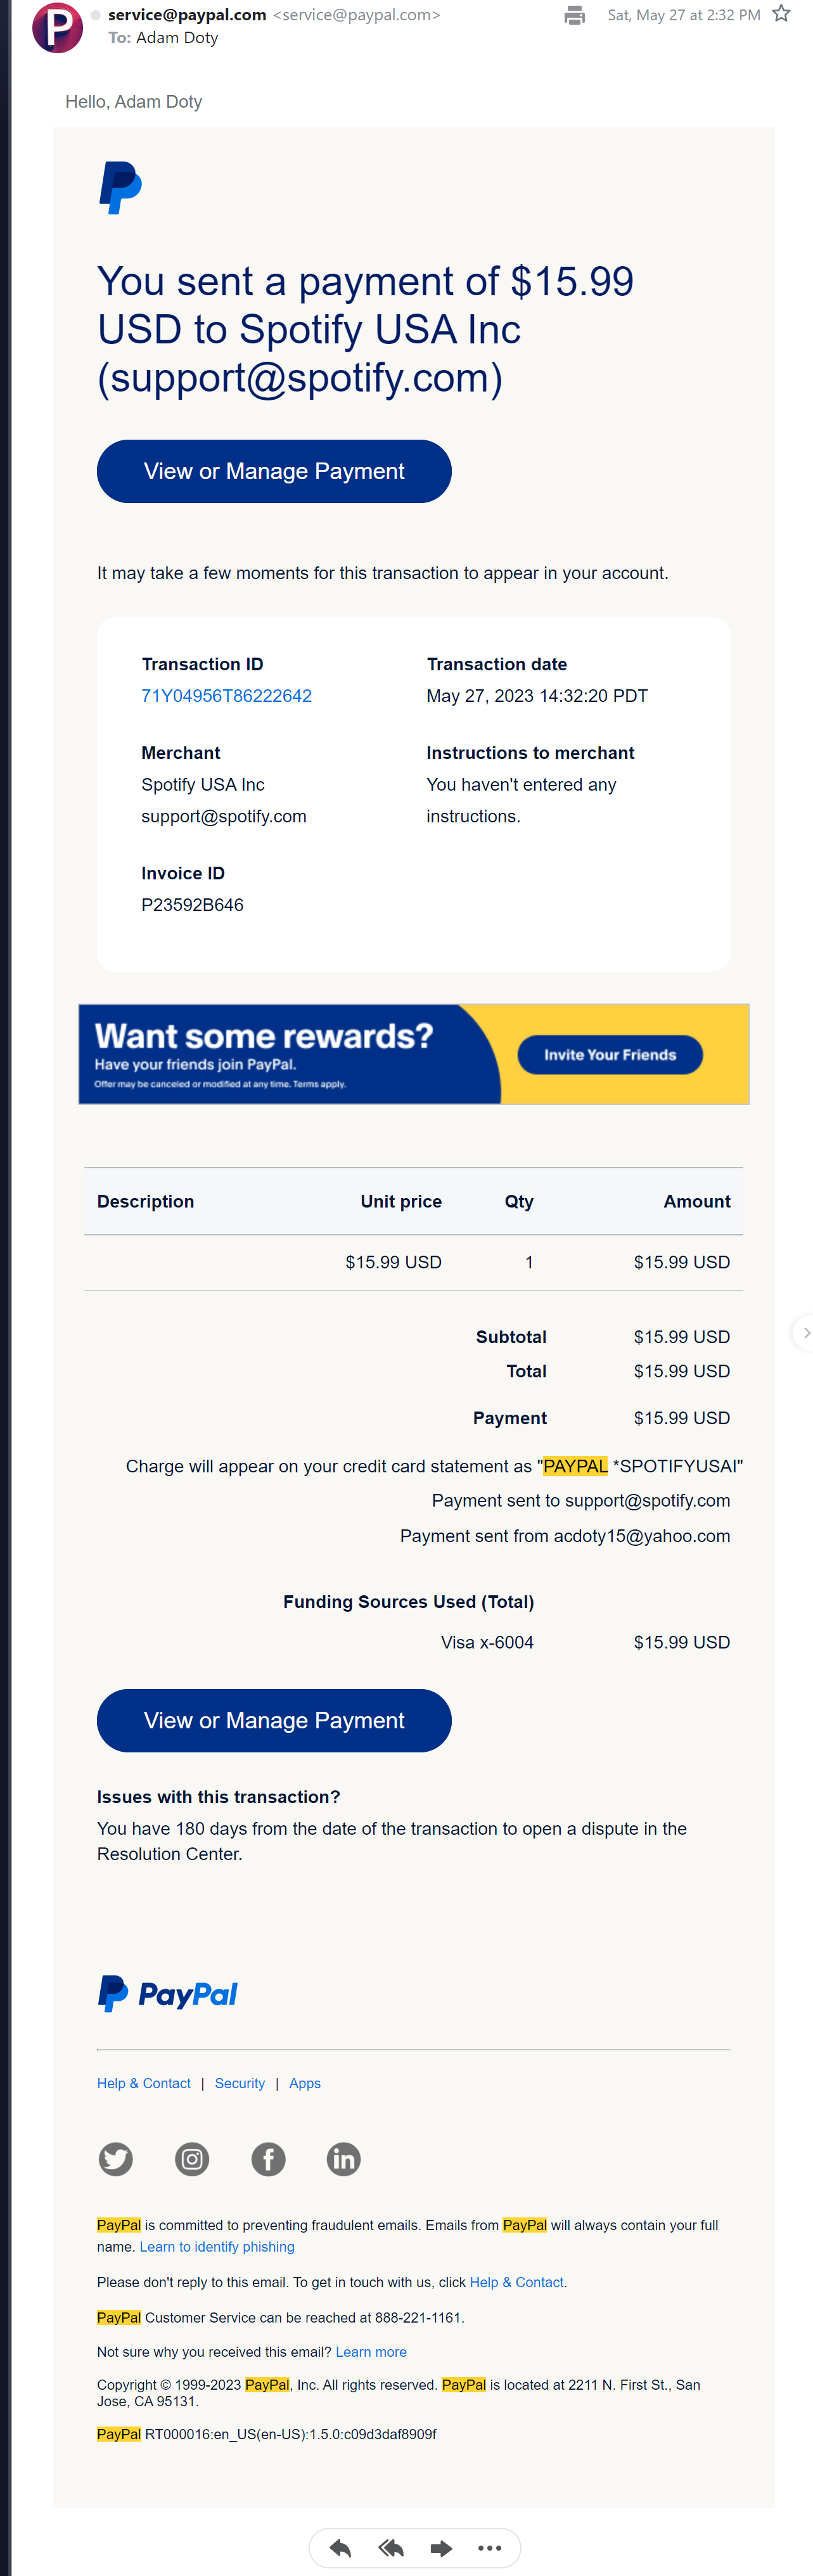 service@paypal.com <service@paypal.com> Sat, May 27 at 2:32 PM
To: Adam Doty
Hello, Adam Doty
You sent a payment of $15.99
USD to Spotify USA Inc
(support@spotify.com)
View or Manage Payment
It may take a few moments for this transaction to appear in your account.
Transaction ID Transaction date
71Y04956T86222642 May 27, 2023 14:32:20 PDT
Merchant Instructions to merchant
Spotify USA Inc You haven't entered any
support@spotify.com instructions.
Invoice ID
P23592B646
Want some rewards?
Have your friends join PayPal.
Offer may be canceled or modified at any time. Terms apply.
Invite Your Friends
Description Unit price Qty Amount
$15.99 USD 1 $15.99 USD
Subtotal $15.99 USD
Total $15.99 USD
Payment $15.99 USD
Charge will appear on your credit card statement as "PAYPAL *SPOTIFYUSAI"
Payment sent to support@spotify.com
Payment sent from acdoty15@yahoo.com
Funding Sources Used (Total)
Visa x-6004 $15.99 USD
View or Manage Payment
Issues with this transaction?
You have 180 days from the date of the transaction to open a dispute in the
Resolution Center.
PayPal
Help & Contact | Security | Apps
PayPal is committed to preventing fraudulent emails. Emails from PayPal will always contain your full
name. Learn to identify phishing
Please don't reply to this email. To get in touch with us, click Help & Contact.
PayPal Customer Service can be reached at 888-221-1161.
Not sure why you received this email? Learn more
Copyright © 1999-2023 PayPal, Inc. All rights reserved. PayPal is located at 2211 N. First St., San
Jose, CA 95131.
PayPal RT000016:en_US(en-US):1.5.0:c09d3daf8909f